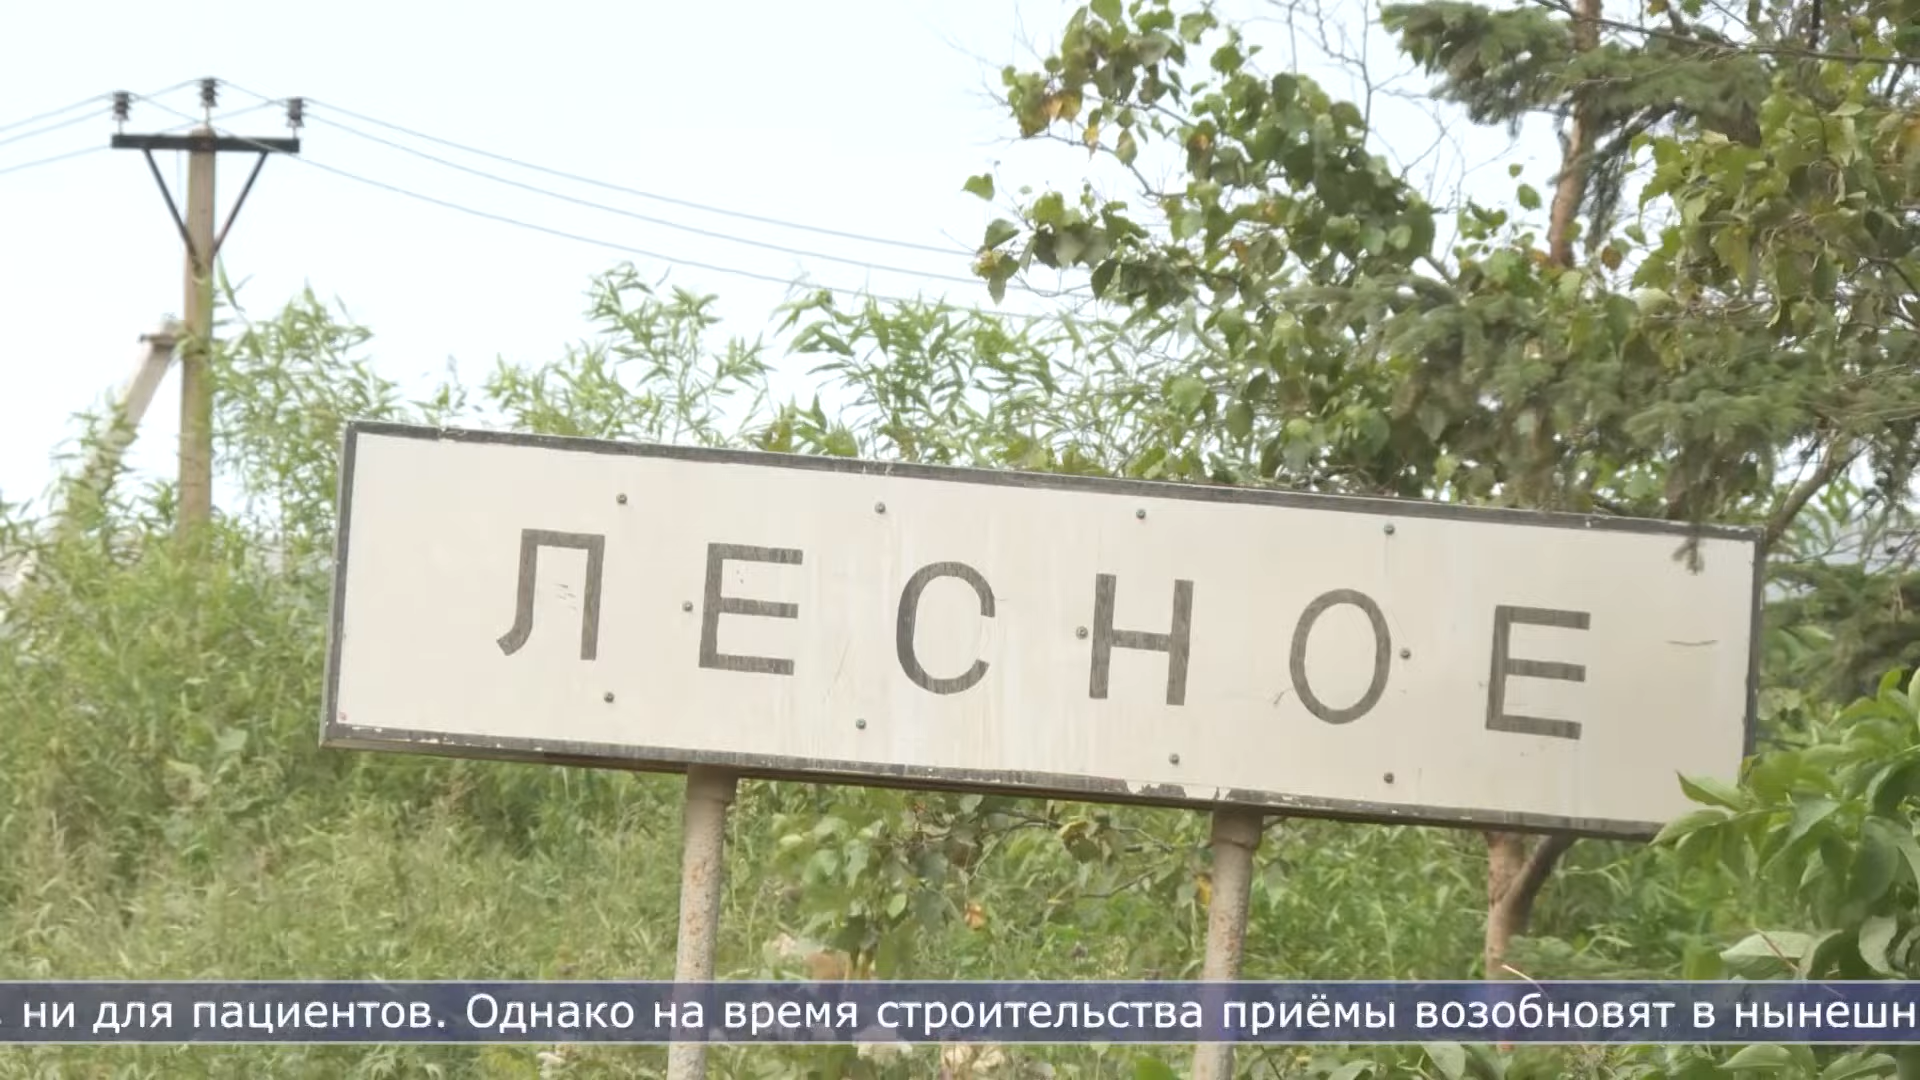 ЛЕСНОЕ
ни для пациентов. Однако на время строительства приёмы возобновят в нынешн